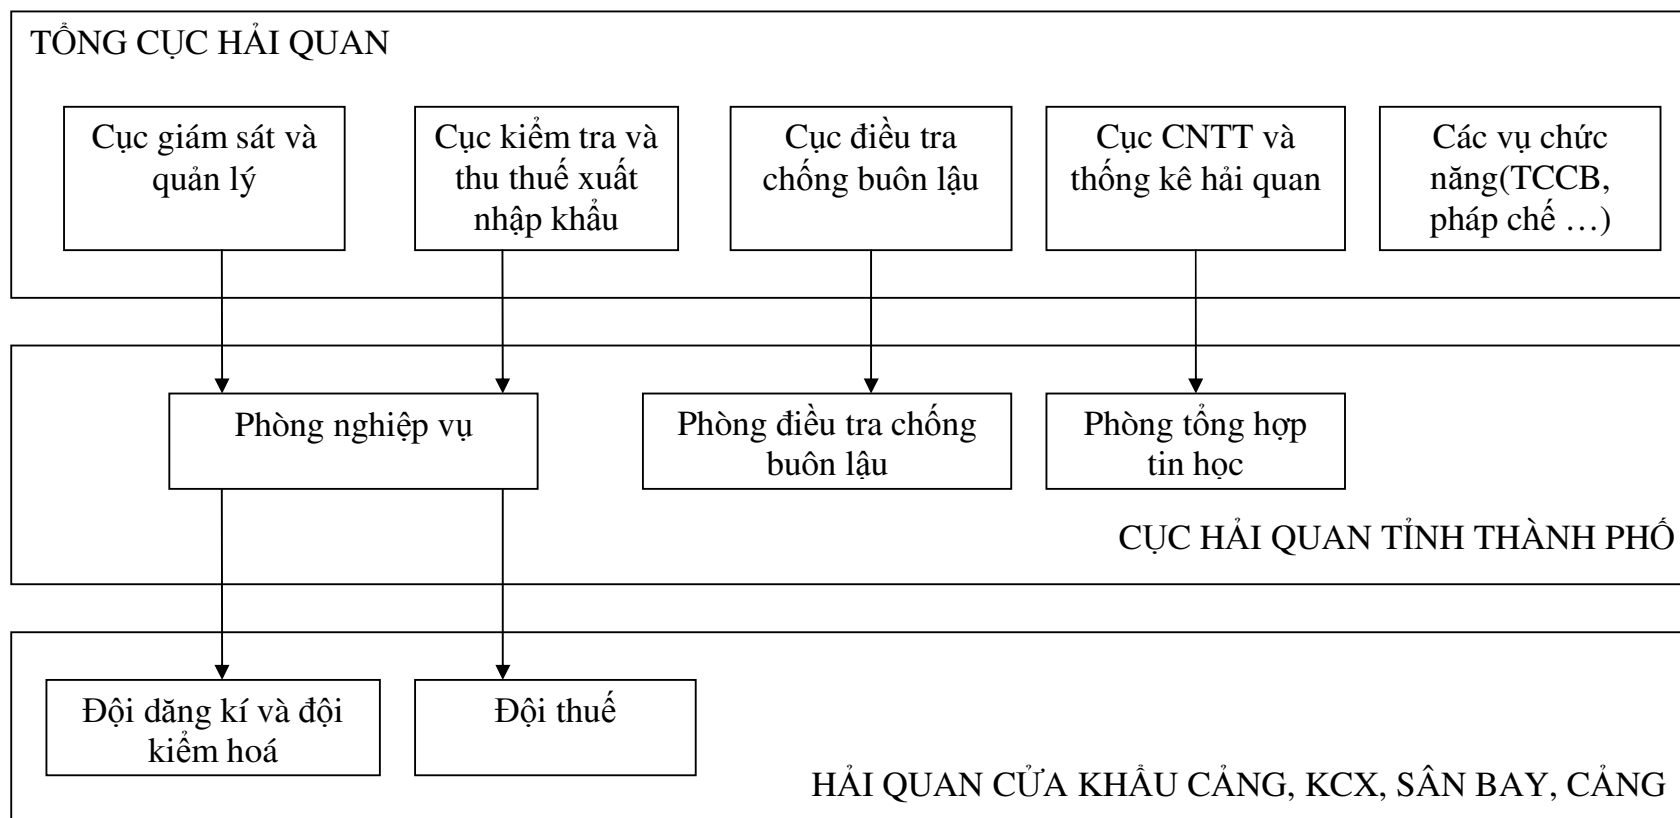 TỔNG CỤC HẢI QUAN
Cục giám sát và
quản lý
Cục kiểm tra và
thu thuế xuất
nhập khẩu
Cục điều tra
chống buôn lậu
Cục CNTT và
thống kê hải quan
Các vụ chức
năng(TCCB,
pháp chế …)
Phòng nghiệp vụ
Phòng điều tra chống
buôn lậu
Phòng tổng hợp
tin học
CỤC HẢI QUAN TỈNH THÀNH PHỐ
Đội dăng kí và đội
kiểm hoá
Đội thuế
HẢI QUAN CỬA KHẨU CẢNG, KCX, SÂN BAY, CẢNG